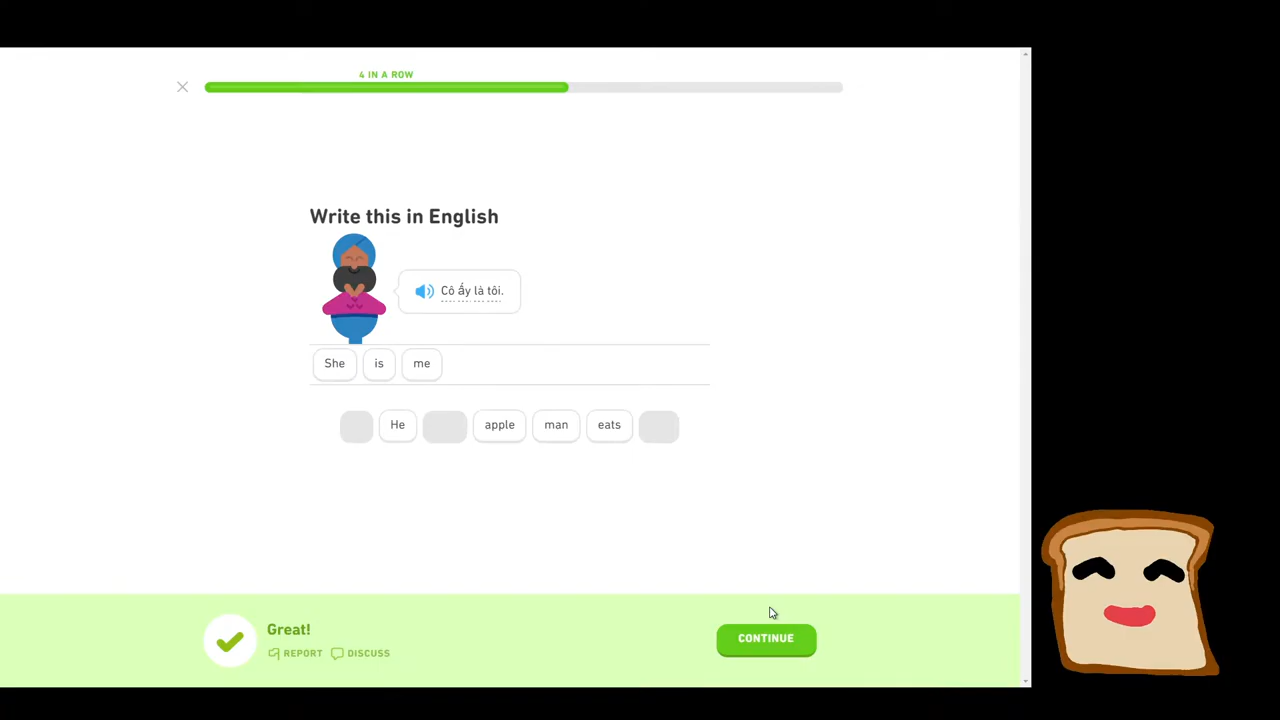 4 IN A ROW
Write this in English
Cô ấy là tôi.
She is me
He apple man eats
Great!
REPORT DISCUSS
CONTINUE